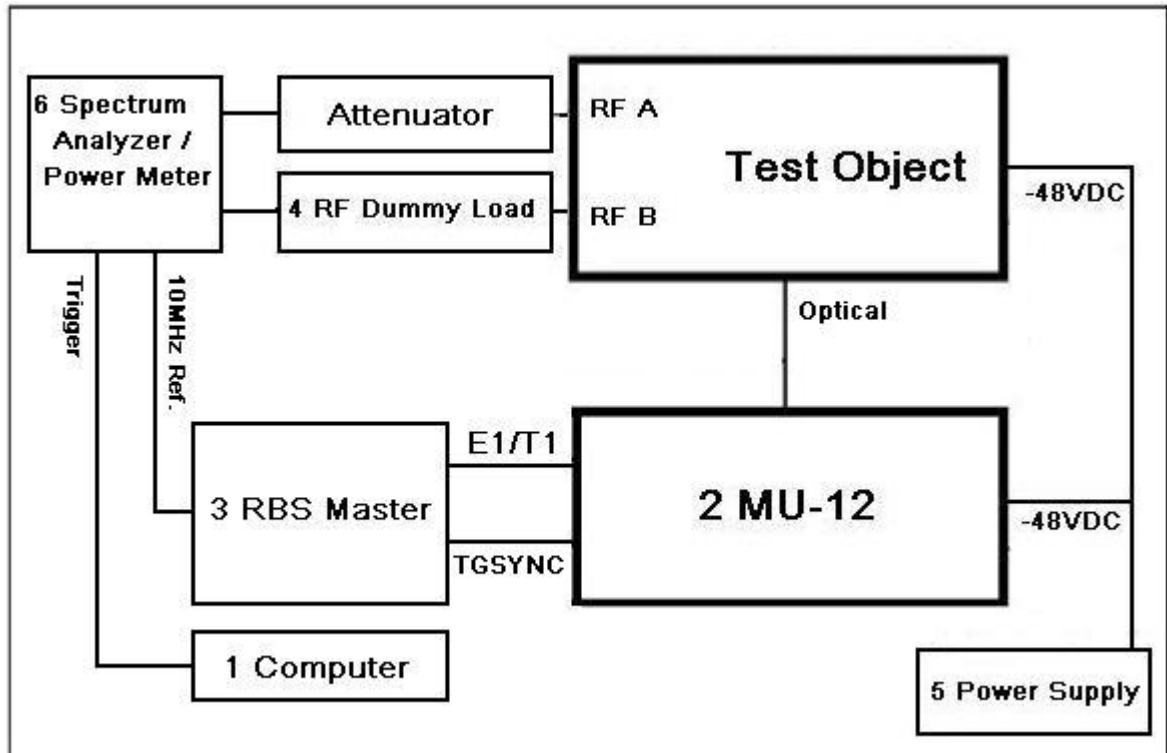 6 Spectrum
Analyzer /
Power Meter
Attenuator
4 RF Dummy Load
RF A
RF B
Test Object
-48VDC
Trigger
10MHz Ref.
Optical
3 RBS Master
E1/T1
TGSYNC
2 MU-12
-48VDC
1 Computer
5 Power Supply